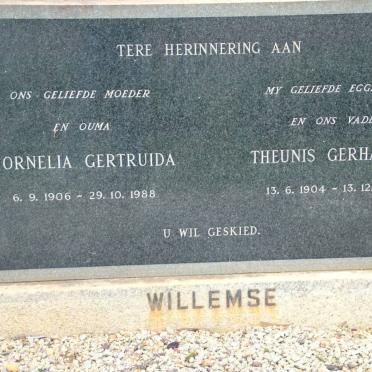 TERE HERINNERING AAN
ONS GELIEFDE MOEDER
EN OUMA
ORNELIA GERTRUIDA
6. 9. 1906 - 29. 10. 1988
MY GELIEFDE EGG
EN ONS VAD
THEUNIS GERHA
13. 6. 1904 - 13. 12.
U WIL GESKIED.
WILLEMSE